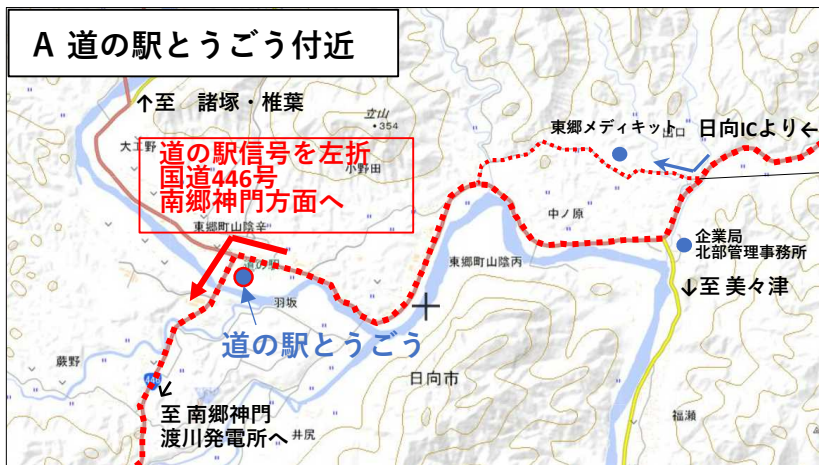 A 道の駅とうごう付近
↑至 諸塚・椎葉
立山
・354
大工野
小野田
道の駅信号を左折
国道446号
南郷神門方面へ
東郷メディキット
日向ICより←
中ノ原
企業局
北部管理事務所
東郷町山陰辛
東郷町山陰丙
道の駅
羽坂
↓至 美々津
道の駅とうごう
蕨野
日向市
至 南郷神門
渡川発電所へ
井尻
福瀬